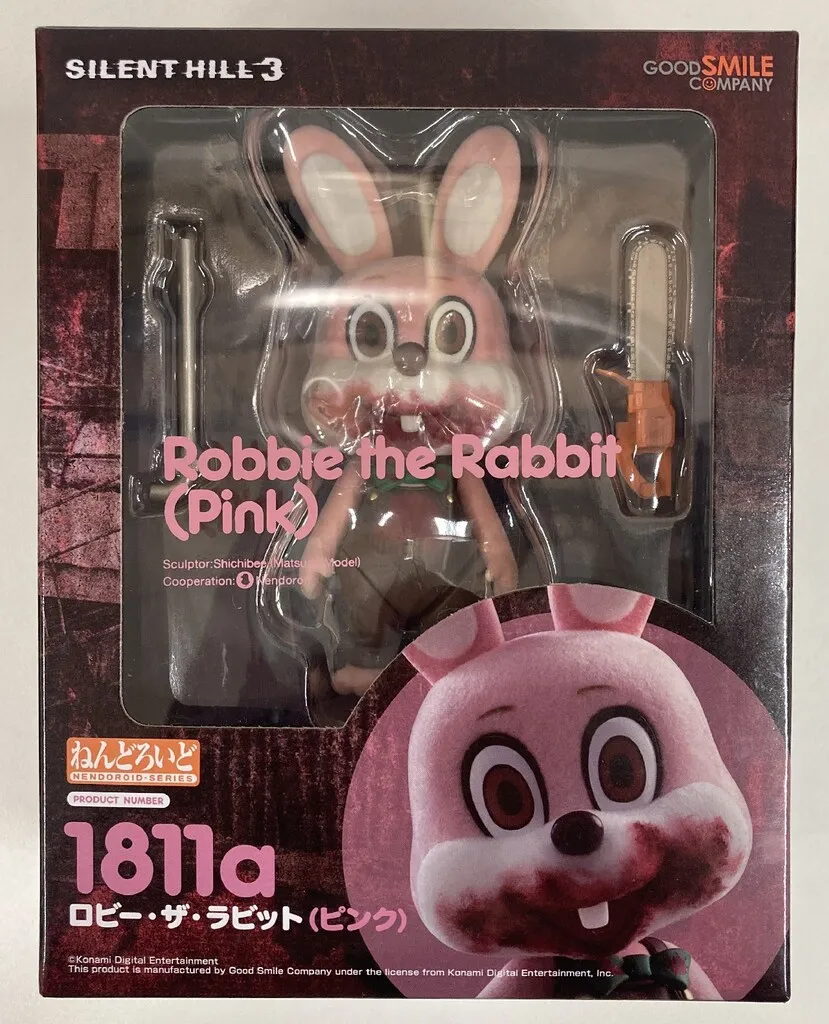 SILENT HILL 3
GOOD SMILE
COMPANY
Robbie the Rabbit
(Pink)
Sculptor:Shichibee Model)
Cooperation: Nendoro
ねんどろいど
NENDOROID-SERIES
PRODUCT NUMBER
1811a
ロビー・ザ・ラビット(ピンク)
©Konami Digital Entertainment
This product is manufactured by Good Smile Company under the license from Konami Digital Entertainment, Inc.